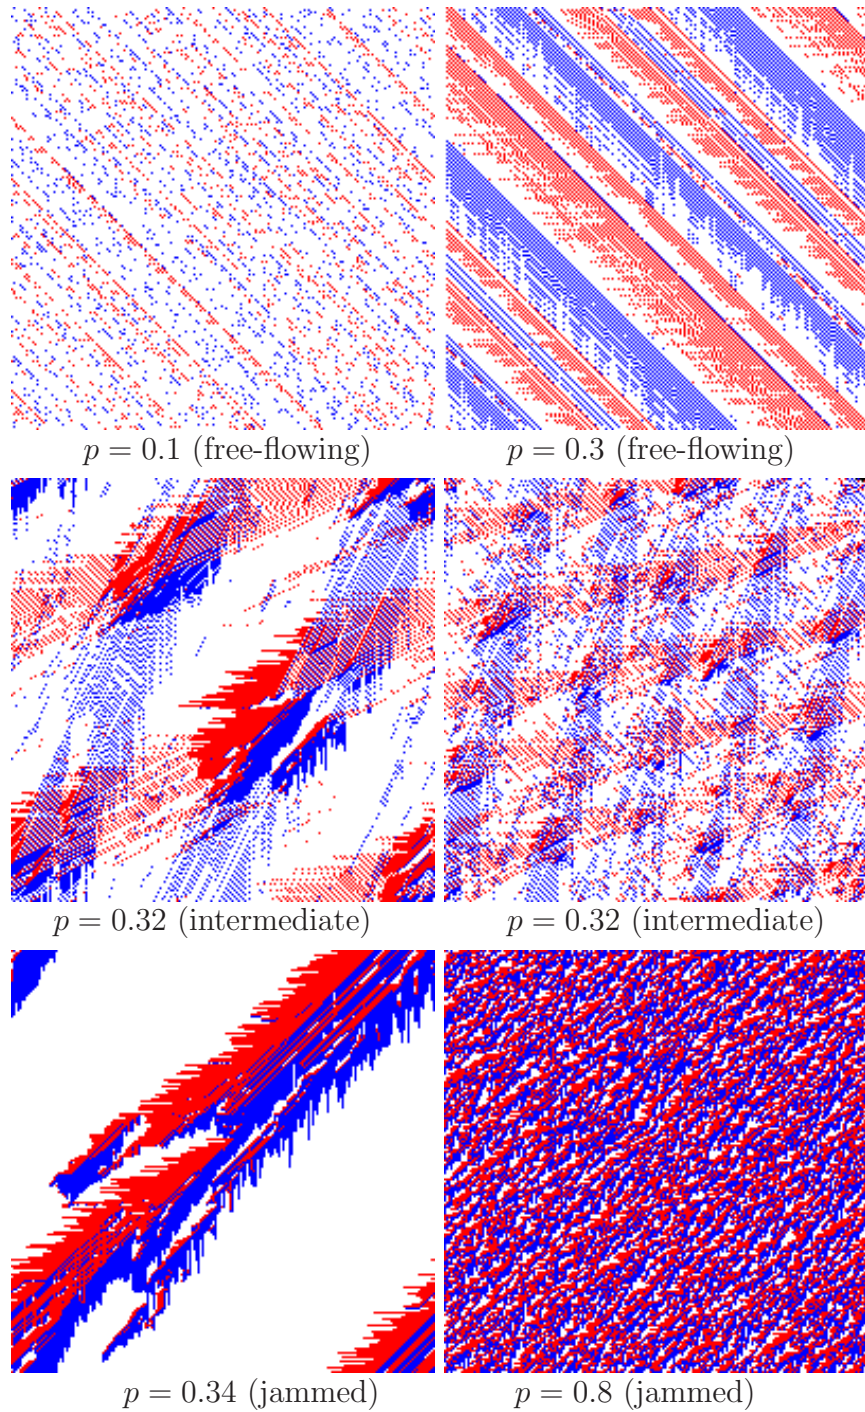 p = 0.1 (free-flowing)
p = 0.3 (free-flowing)
p = 0.32 (intermediate)
p = 0.32 (intermediate)
p = 0.34 (jammed)
p = 0.8 (jammed)